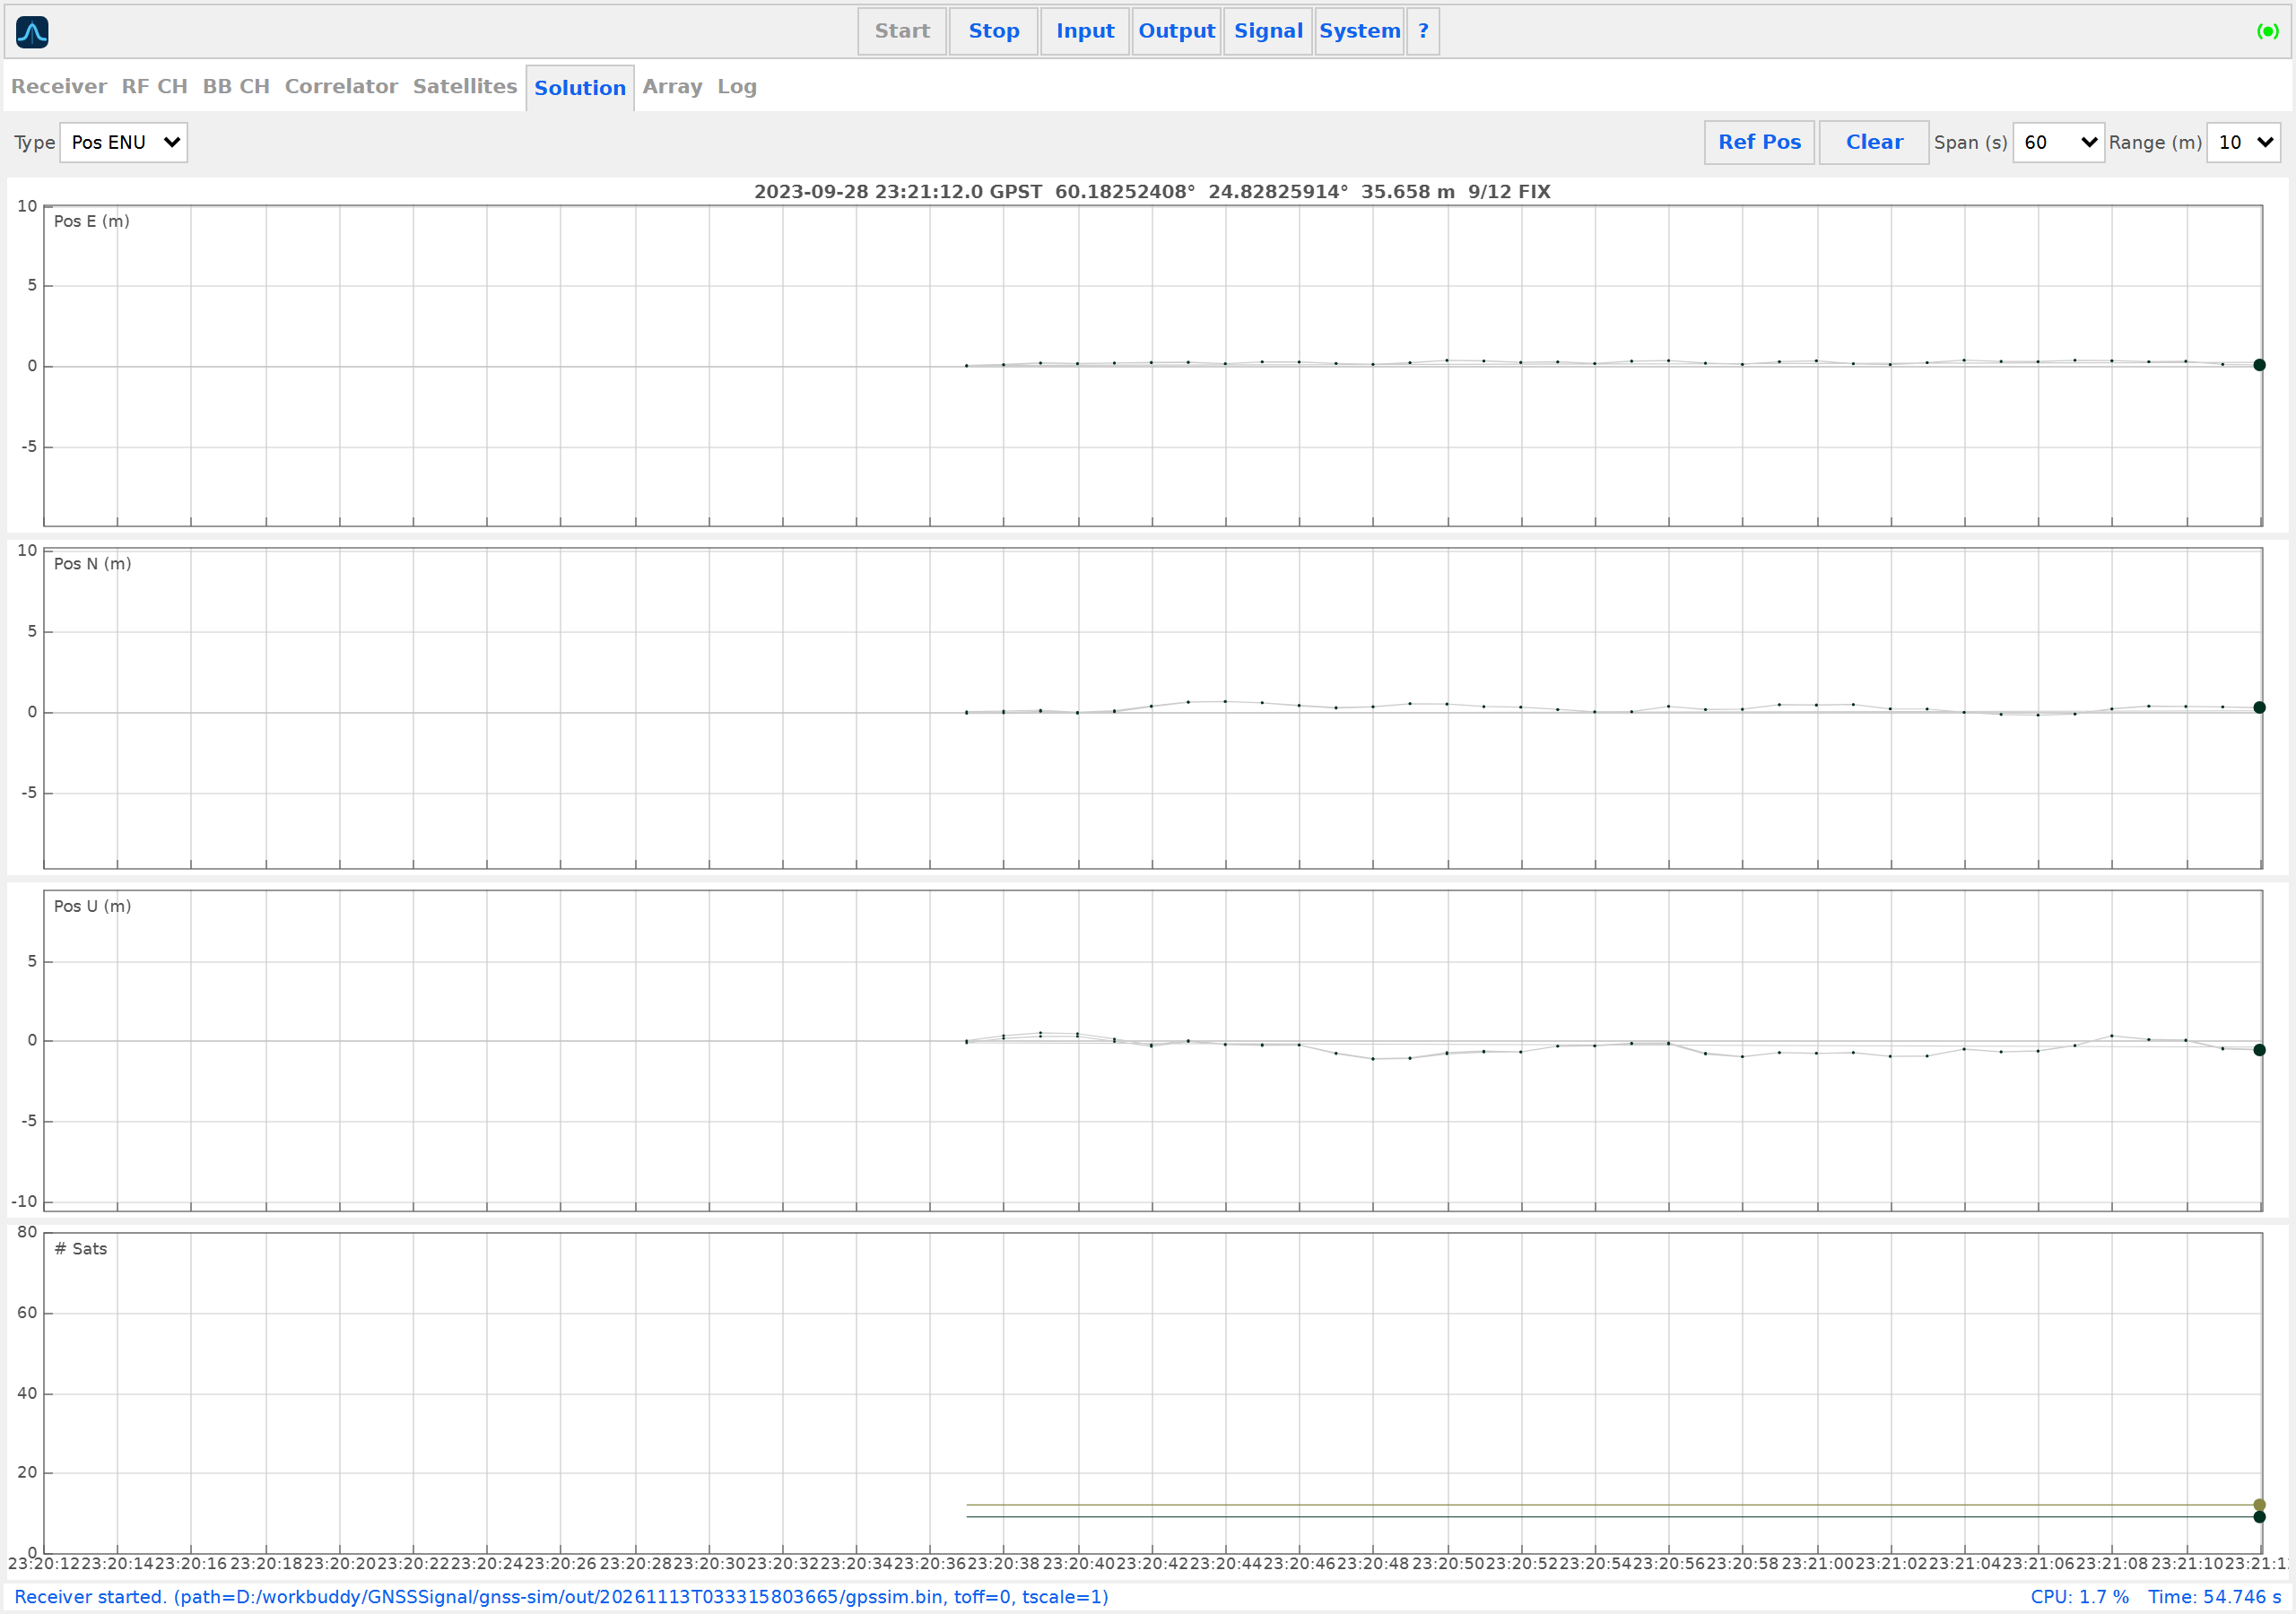 Start Stop Input Output Signal System ?
Receiver RF CH BB CH Correlator Satellites Solution Array Log
Type Pos ENU Ref Pos Clear Span (s) 60 Range (m) 10
2023-09-28 23:21:12.0 GPST 60.18252408° 24.82825914° 35.658 m 9/12 FIX
10
Pos E (m)
5
0
-5
10
Pos N (m)
5
0
-5
Pos U (m)
5
0
-5
-10
80
# Sats
60
40
20
0
23:20:12 23:20:14 23:20:16 23:20:18 23:20:20 23:20:22 23:20:24 23:20:26 23:20:28 23:20:30 23:20:32 23:20:34 23:20:36 23:20:38 23:20:40 23:20:42 23:20:44 23:20:46 23:20:48 23:20:50 23:20:52 23:20:54 23:20:56 23:20:58 23:21:00 23:21:02 23:21:04 23:21:06 23:21:08 23:21:10
Receiver started. (path=D:/workbuddy/GNSSSignal/gnss-sim/out/20261113T033315803665/gpssim.bin, toff=0, tscale=1) CPU: 1.7 % Time: 54.746 s